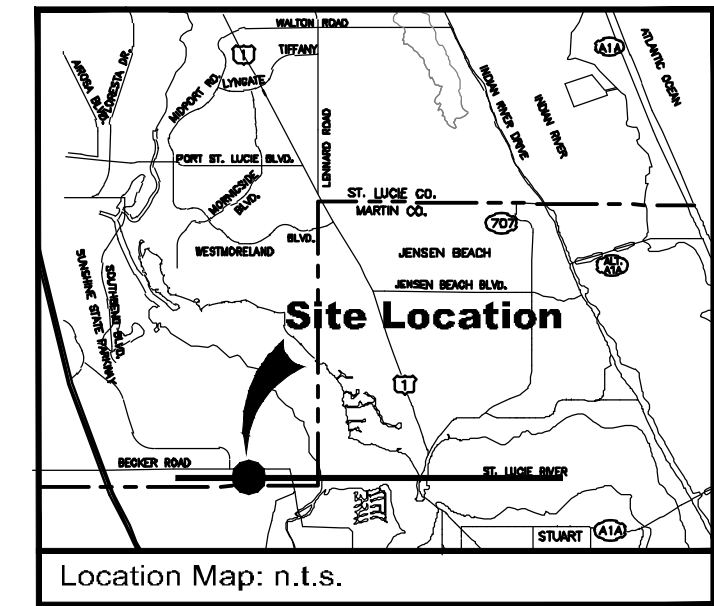 WALTON ROAD
1
TIFFANY
LYNGATE
MIDPORT RD.
AIROSA BLVD.
FLORESTA DR.
A1A
ATLANTIC OCEAN
INDIAN RIVER DRIVE
INDIAN RIVER
LENNARD ROAD
PORT ST. LUCIE BLVD.
MORNINGSIDE
BLVD.
ST. LUCIE CO.
MARTIN CO.
707
WESTMORELAND
BLVD.
JENSEN BEACH
ALT.
A1A
JENSEN BEACH BLVD.
SOUTHBEND BLVD.
SUNSHINE STATE PARKWAY
Site Location
1
BECKER ROAD
ST. LUCIE RIVER
STUART
A1A
Location Map: n.t.s.